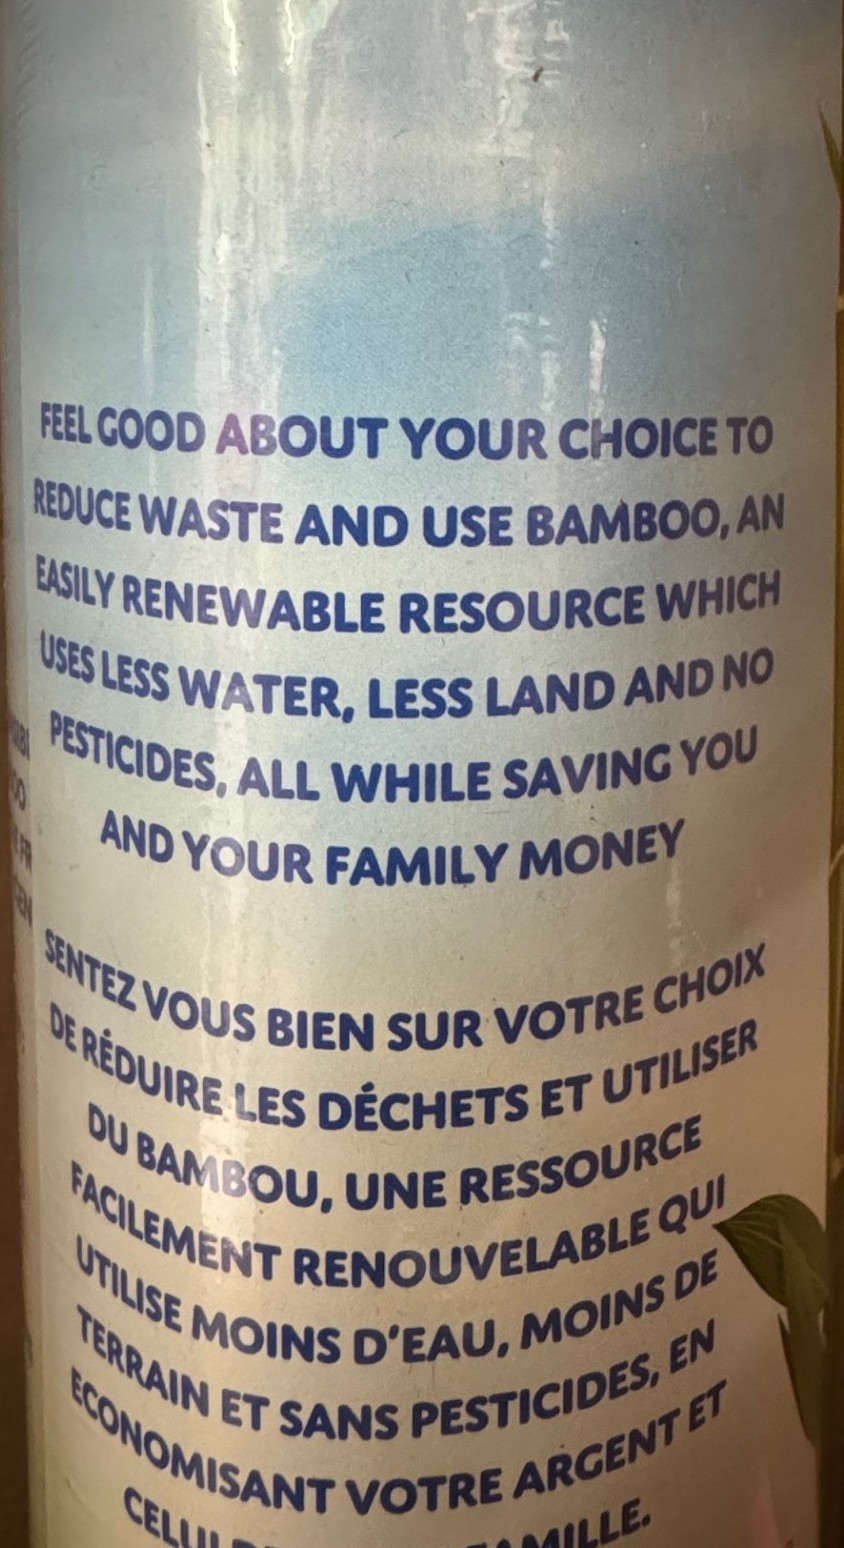 FEEL GOOD ABOUT YOUR CHOICE TO
REDUCE WASTE AND USE BAMBOO, AN
EASILY RENEWABLE RESOURCE WHICH
USES LESS WATER, LESS LAND AND NO
PESTICIDES, ALL WHILE SAVING YOU
AND YOUR FAMILY MONEY
SENTEZ VOUS BIEN SUR VOTRE CHOIX
DE RÉDUIRE LES DÉCHETS ET UTILISER
DU BAMBOU, UNE RESSOURCE
FACILEMENT RENOUVELABLE QUI
UTILISE MOINS D'EAU, MOINS DE
TERRAIN ET SANS PESTICIDES, EN
ECONOMISANT VOTRE ARGENT ET